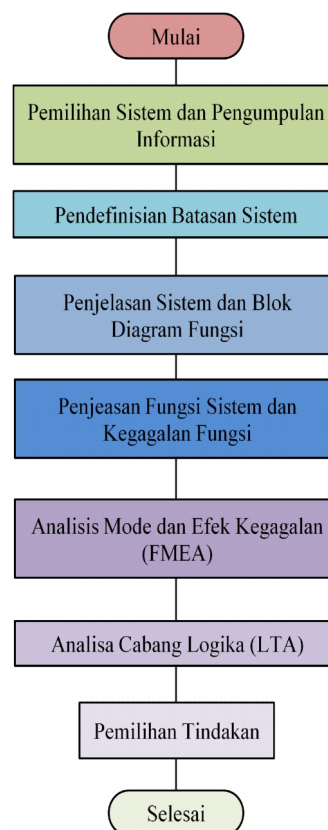 Mulai
Pemilihan Sistem dan Pengumpulan
Informasi
Pendefinisian Batasan Sistem
Penjelasan Sistem dan Blok
Diagram Fungsi
Penjeasan Fungsi Sistem dan
Kegagalan Fungsi
Analisis Mode dan Efek Kegagalan
(FMEA)
Analisa Cabang Logika (LTA)
Pemilihan Tindakan
Selesai